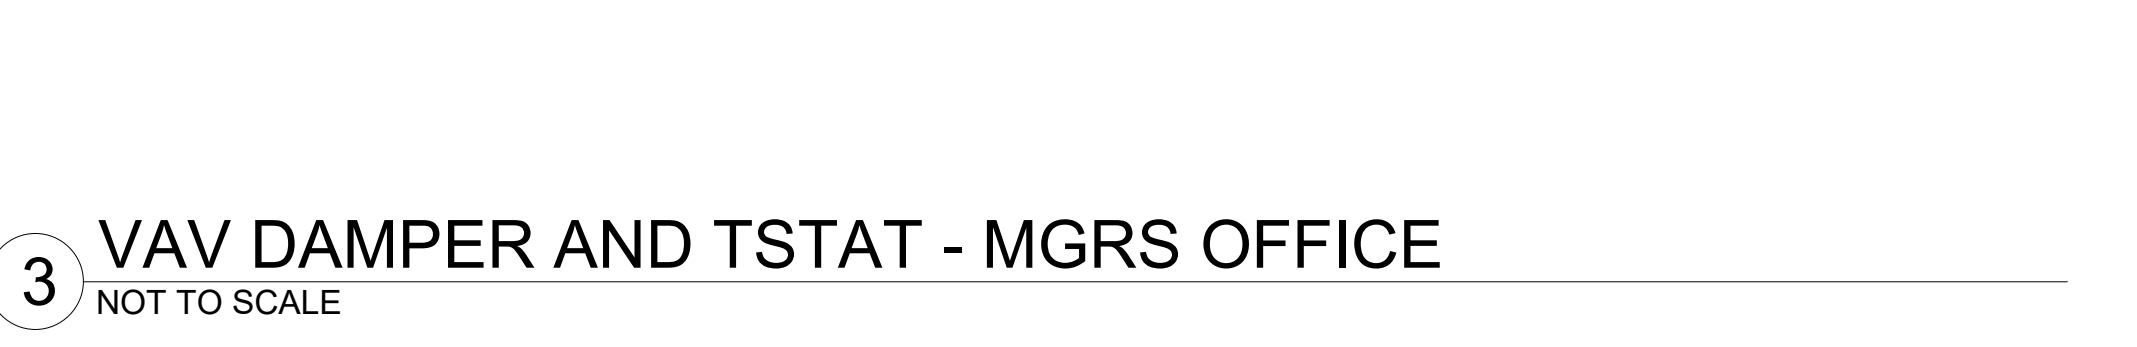 3
VAV DAMPER AND TSTAT - MGRS OFFICE
NOT TO SCALE